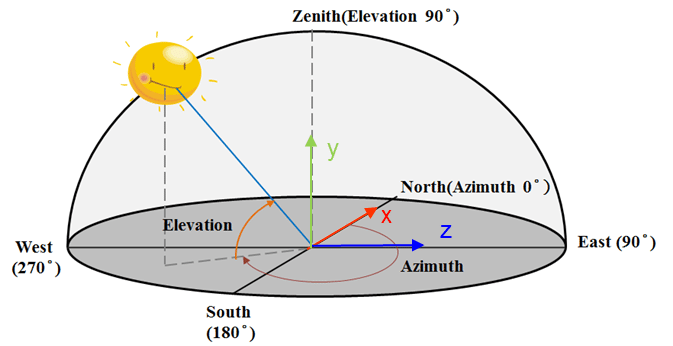 Zenith(Elevation 90°)
y
North(Azimuth 0°)
x
Elevation
z
West
(270°)
East (90°)
Azimuth
South
(180°)